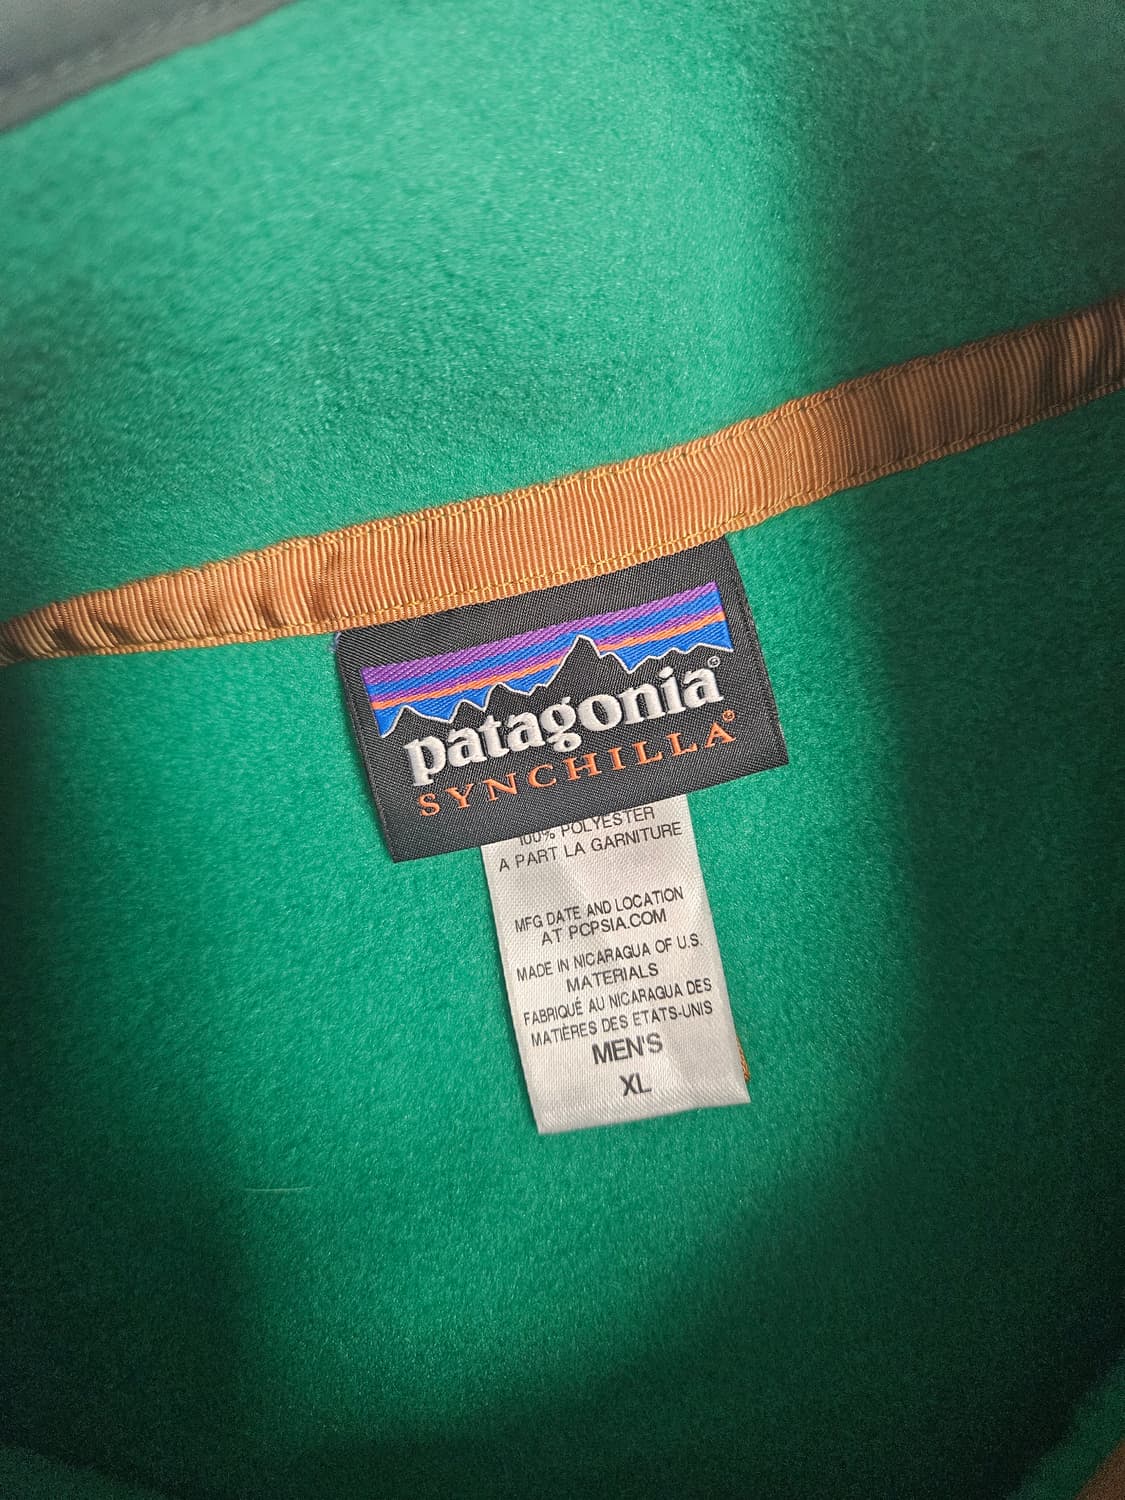 patagonia®
SYNCHILLA®
100% POLYESTER
A PART LA GARNITURE
MFG DATE AND LOCATION
AT PCPSIA.COM
MADE IN NICARAGUA OF U.S.
MATERIALS
FABRIQUÉ AU NICARAGUA DES
MATIÈRES DES ETATS-UNIS
MEN'S
XL